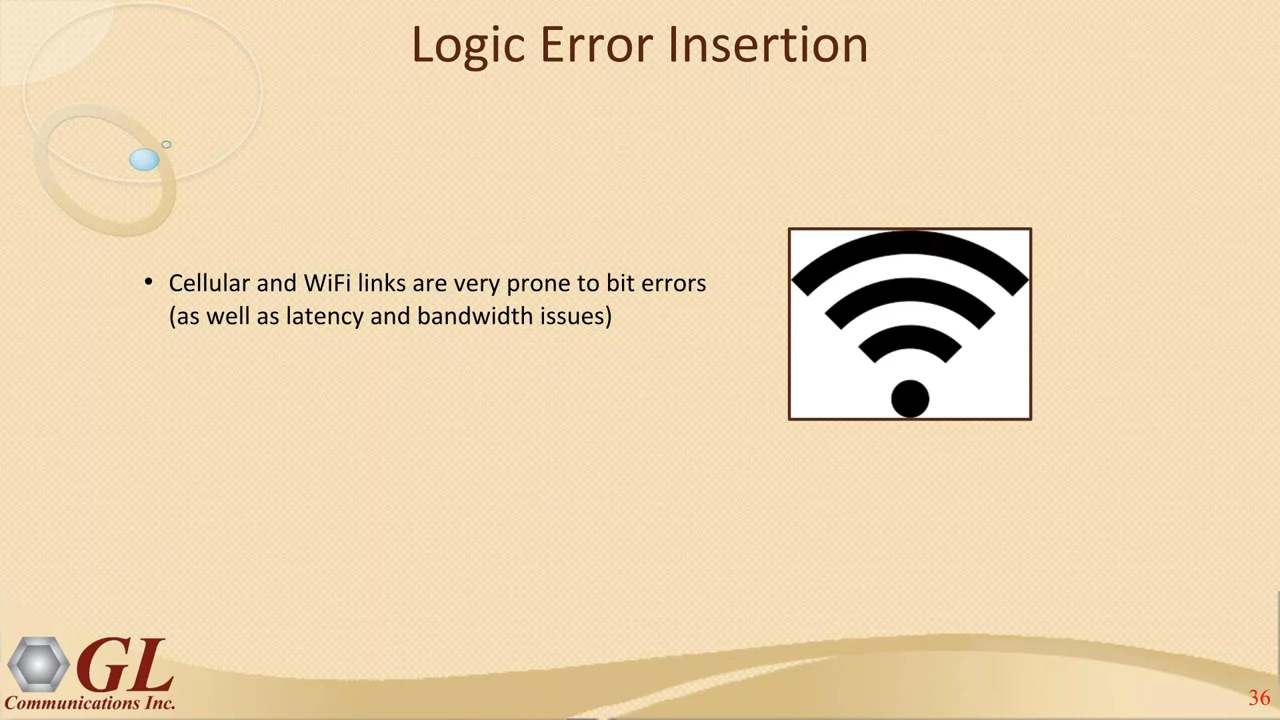 Logic Error Insertion
• Cellular and WiFi links are very prone to bit errors
(as well as latency and bandwidth issues)
GL
Communications Inc.
36